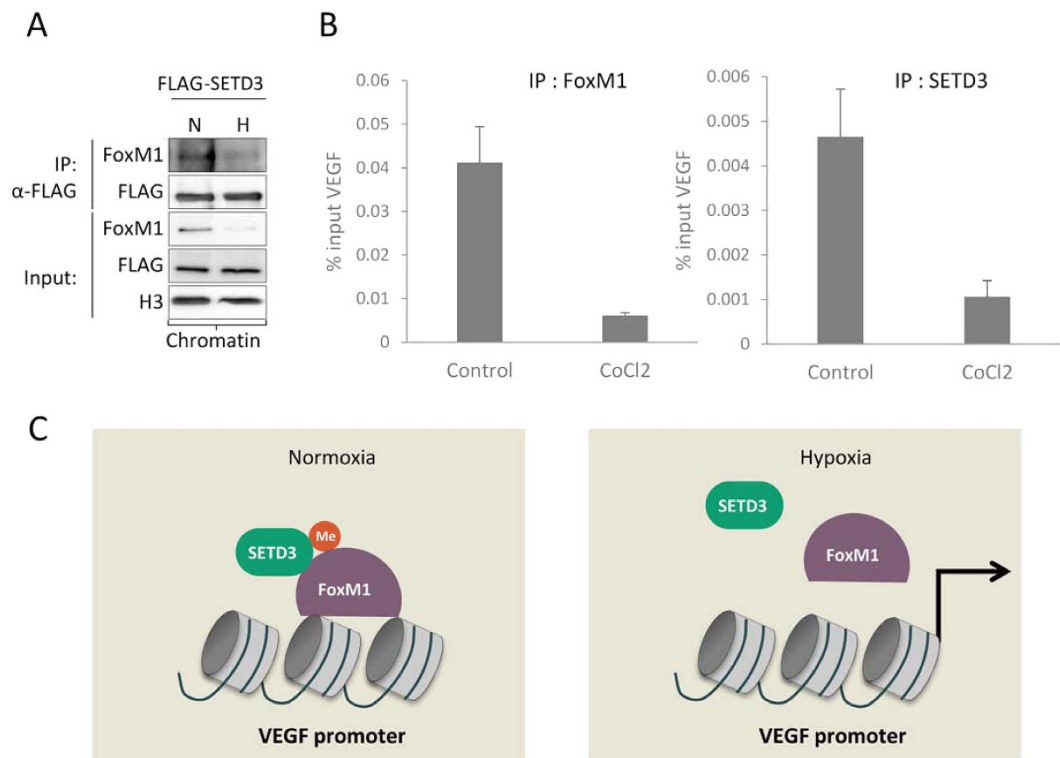 A
FLAG-SETD3
N H
IP:
α-FLAG
FoxM1
FLAG
Input:
FoxM1
FLAG
H3
Chromatin
B
IP : FoxM1
% input VEGF
0.06
0.05
0.04
0.03
0.02
0.01
0
Control CoCl2
IP : SETD3
% input VEGF
0.006
0.005
0.004
0.003
0.002
0.001
0
Control CoCl2
C
Normoxia
SETD3
Me
FoxM1
VEGF promoter
Hypoxia
SETD3
FoxM1
VEGF promoter